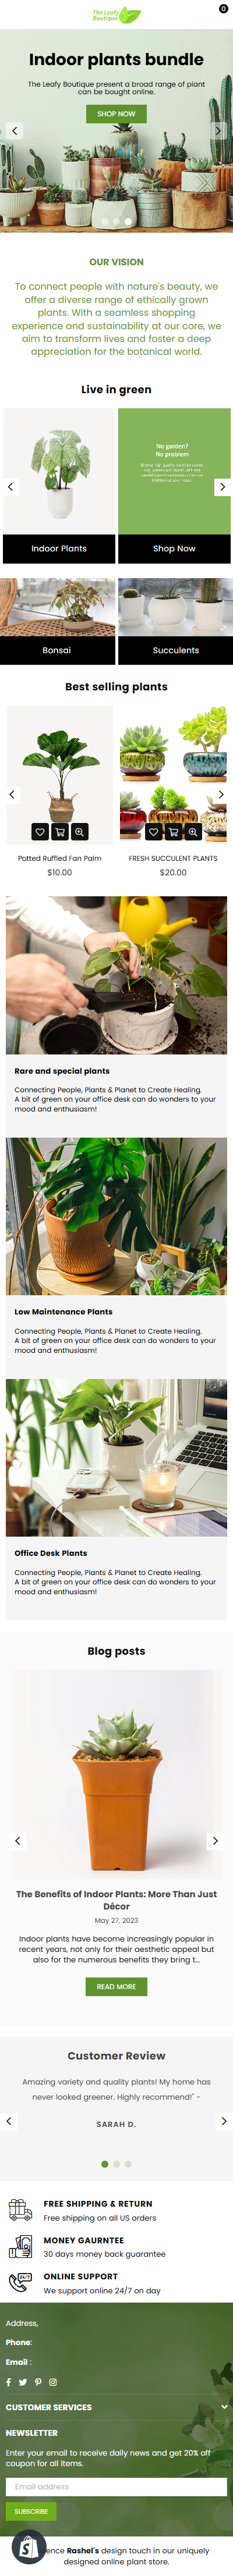 The Leafy
Boutique
0
Indoor plants bundle
The Leafy Boutique present a broad range of plant
can be bought online.
SHOP NOW
OUR VISION
To connect people with nature's beauty, we
offer a diverse range of ethically grown
plants. With a seamless shopping
experience and sustainability at our core, we
aim to transform lives and foster a deep
appreciation for the botanical world.
Live in green
No garden?
No problem
Indoor Plants
Shop Now
Bonsai
Succulents
Best selling plants
Potted Ruffled Fan Palm
$10.00
FRESH SUCCULENT PLANTS
$20.00
Rare and special plants
Connecting People, Plants & Planet to Create Healing.
A bit of green on your office desk can do wonders to your
mood and enthusiasm!
Low Maintenance Plants
Connecting People, Plants & Planet to Create Healing.
A bit of green on your office desk can do wonders to your
mood and enthusiasm!
Office Desk Plants
Connecting People, Plants & Planet to Create Healing.
A bit of green on your office desk can do wonders to your
mood and enthusiasm!
Blog posts
The Benefits of Indoor Plants: More Than Just
Décor
May 27, 2023
Indoor plants have become increasingly popular in
recent years, not only for their aesthetic appeal but
also for the numerous benefits they bring t...
READ MORE
Customer Review
Amazing variety and quality plants! My home has
never looked greener. Highly recommend!" -
SARAH D.
FREE SHIPPING & RETURN
Free shipping on all US orders
MONEY GAURNTEE
30 days money back guarantee
24/7
ONLINE SUPPORT
We support online 24/7 on day
Address,
Phone:
Email :
CUSTOMER SERVICES
NEWSLETTER
Enter your email to receive daily news and get 20% off
coupon for all items.
Email address
SUBSCRIBE
ence Rashel's design touch in our uniquely
designed online plant store.